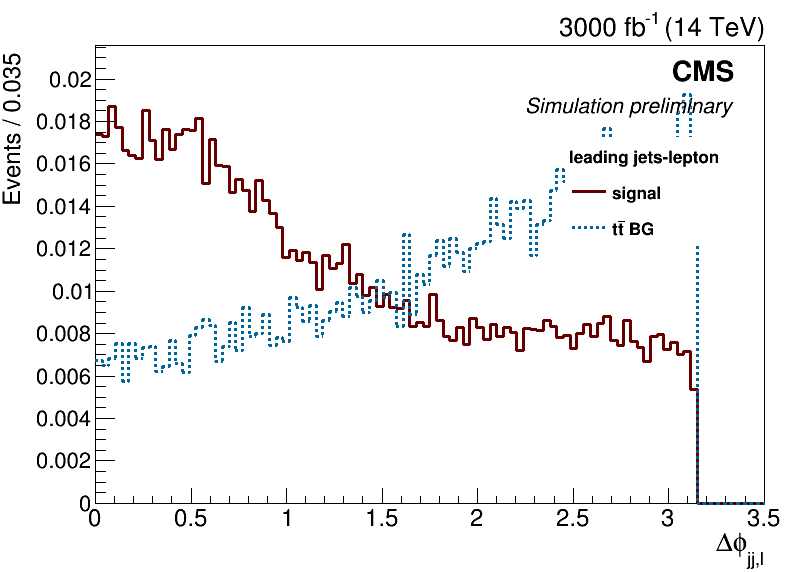 3000 fb-1 (14 TeV)
CMS
Simulation preliminary
leading jets-lepton
signal
tt̄ BG
Events / 0.035
0.02
0.018
0.016
0.014
0.012
0.01
0.008
0.006
0.004
0.002
0
0 0.5 1 1.5 2 2.5 3 3.5
Δϕjj,l